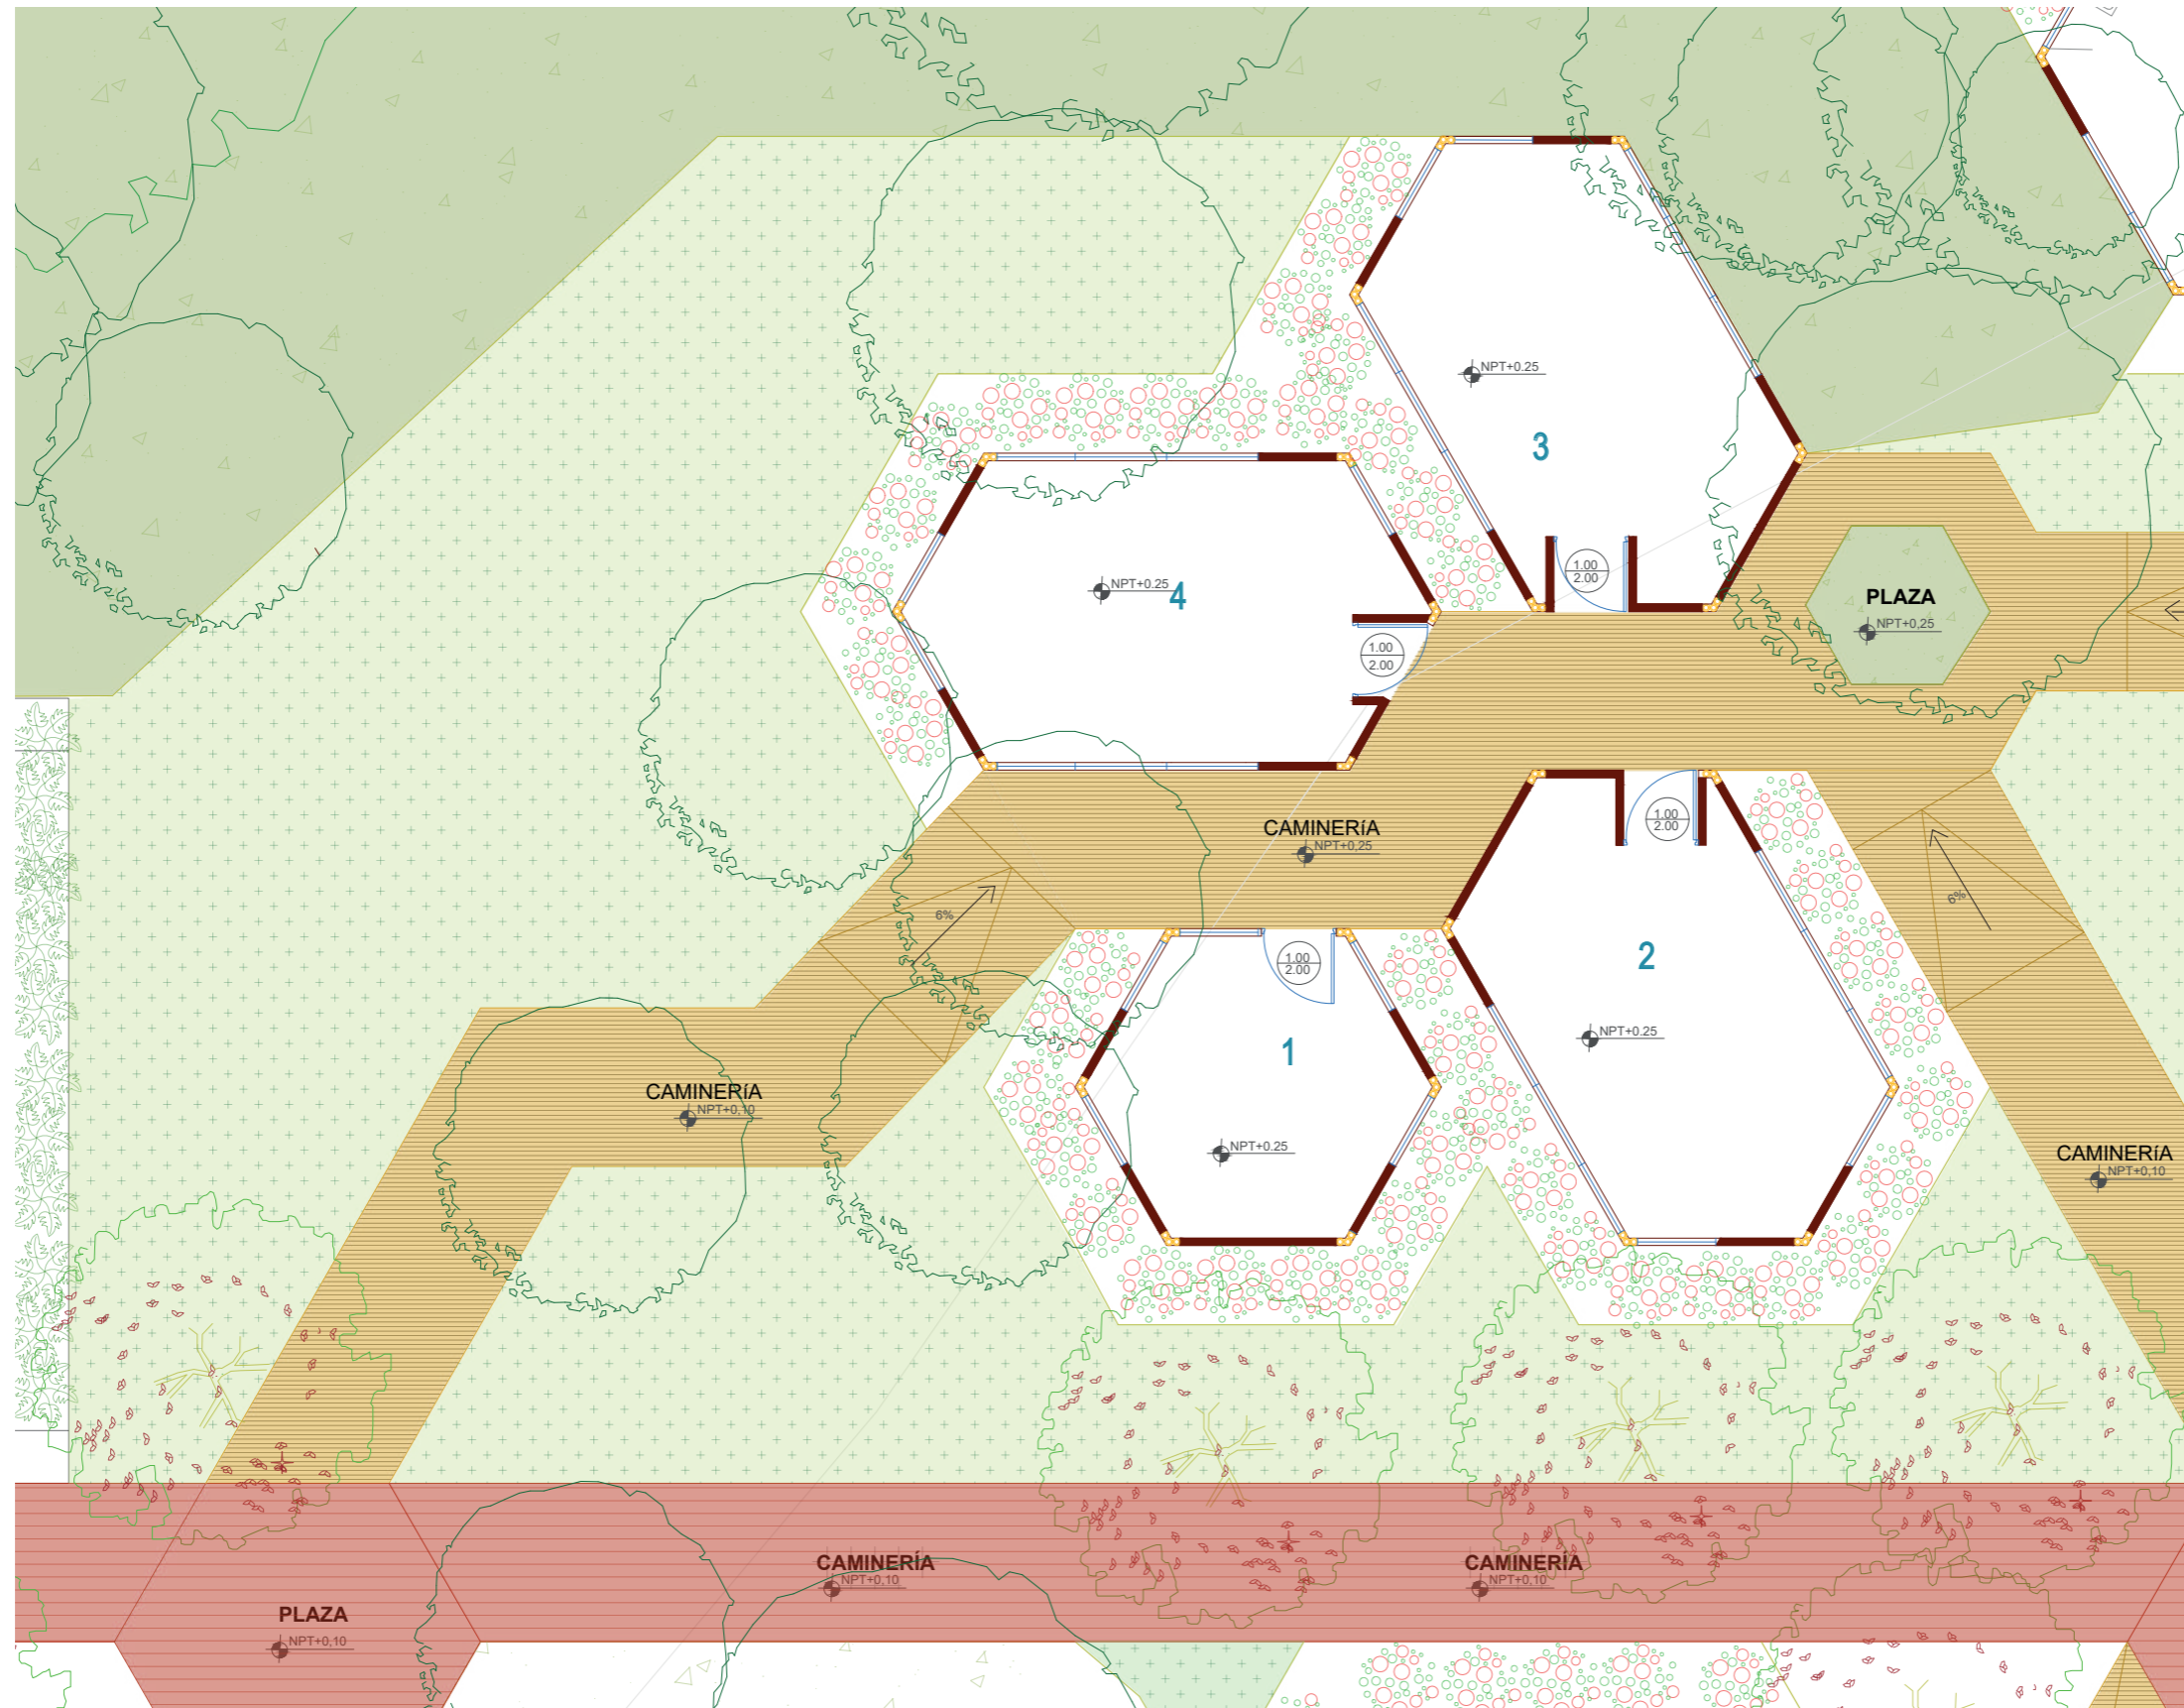 NPT+0.25
3
1.00
2.00
NPT+0.25
4
PLAZA
NPT+0,25
1.00
2.00
CAMINERíA
NPT+0,25
1.00
2.00
6%
6%
1.00
2.00
2
NPT+0.25
1
NPT+0.25
CAMINERíA
NPT+0,10
CAMINERíA
NPT+0,10
CAMINERÍA
NPT+0,10
CAMINERÍA
NPT+0,10
PLAZA
NPT+0,10